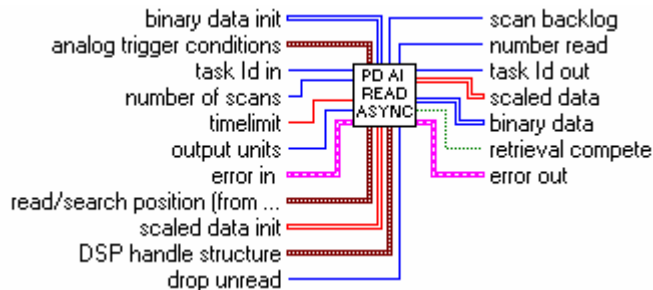 binary data init
analog trigger conditions
task Id in
number of scans
timelimit
output units
error in
read/search position (from ...
scaled data init
DSP handle structure
drop unread
PD AI
READ
ASYNC
scan backlog
number read
task Id out
scaled data
binary data
retrieval compete
error out